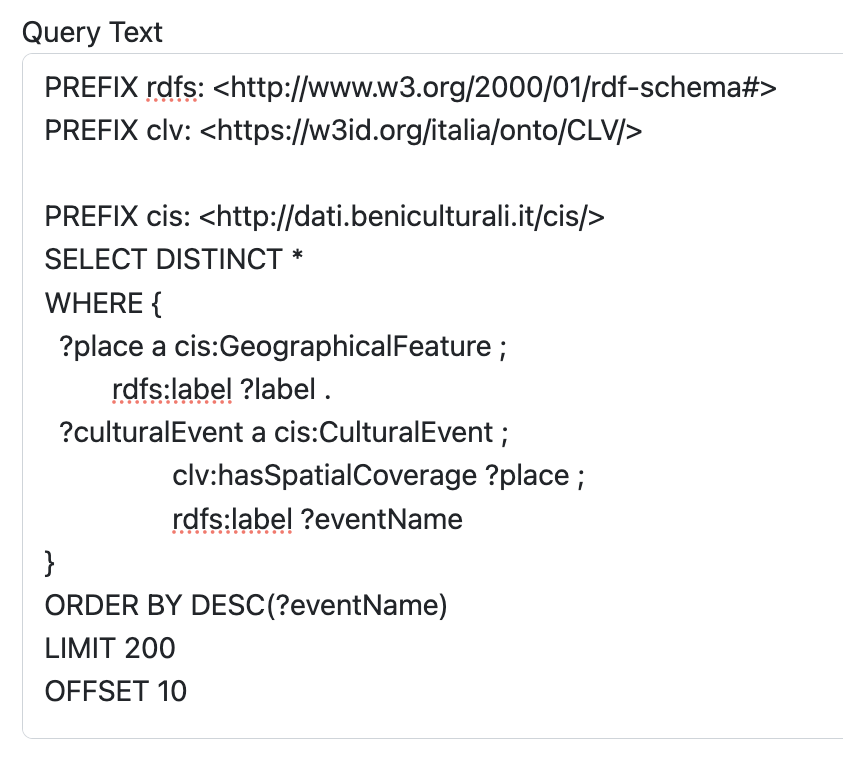 Query Text
PREFIX rdfs: <http://www.w3.org/2000/01/rdf-schema#>
PREFIX clv: <https://w3id.org/italia/onto/CLV/>
PREFIX cis: <http://dati.beniculturali.it/cis/>
SELECT DISTINCT *
WHERE {
?place a cis:GeographicalFeature ;
rdfs:label ?label .
?culturalEvent a cis:CulturalEvent ;
clv:hasSpatialCoverage ?place ;
rdfs:label ?eventName
}
ORDER BY DESC(?eventName)
LIMIT 200
OFFSET 10